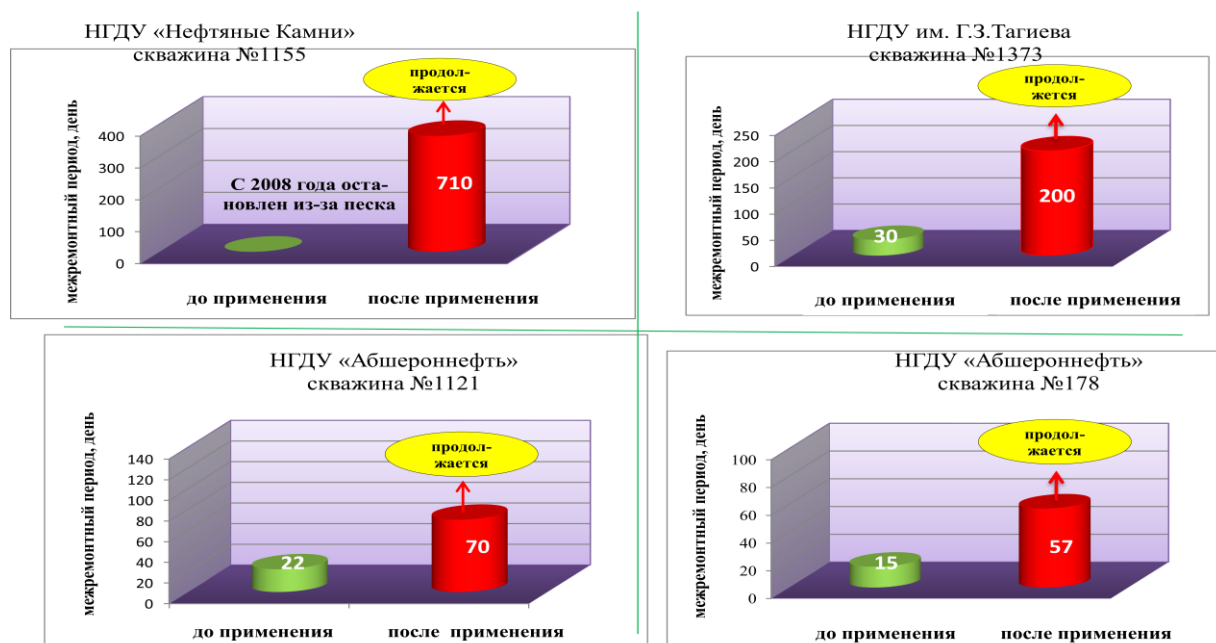 НГДУ «Нефтяные Камни»
скважина №1155
продол-
жается
межремонтный период, день
400
300
200
100
0
С 2008 года оста-
новлен из-за песка
710
до применения
после применения
НГДУ им. Г.З.Тагиева
скважина №1373
продол-
жется
межремонтный период, день
250
200
150
100
50
0
30
200
до применения
после применения
НГДУ «Абшероннефть»
скважина №1121
продол-
жается
межремонтный период, день
140
120
100
80
60
40
20
0
22
70
до применения
после применения
НГДУ «Абшероннефть»
скважина №178
продол-
жается
межремонтный период, день
100
80
60
40
20
0
15
57
до применения
после применения